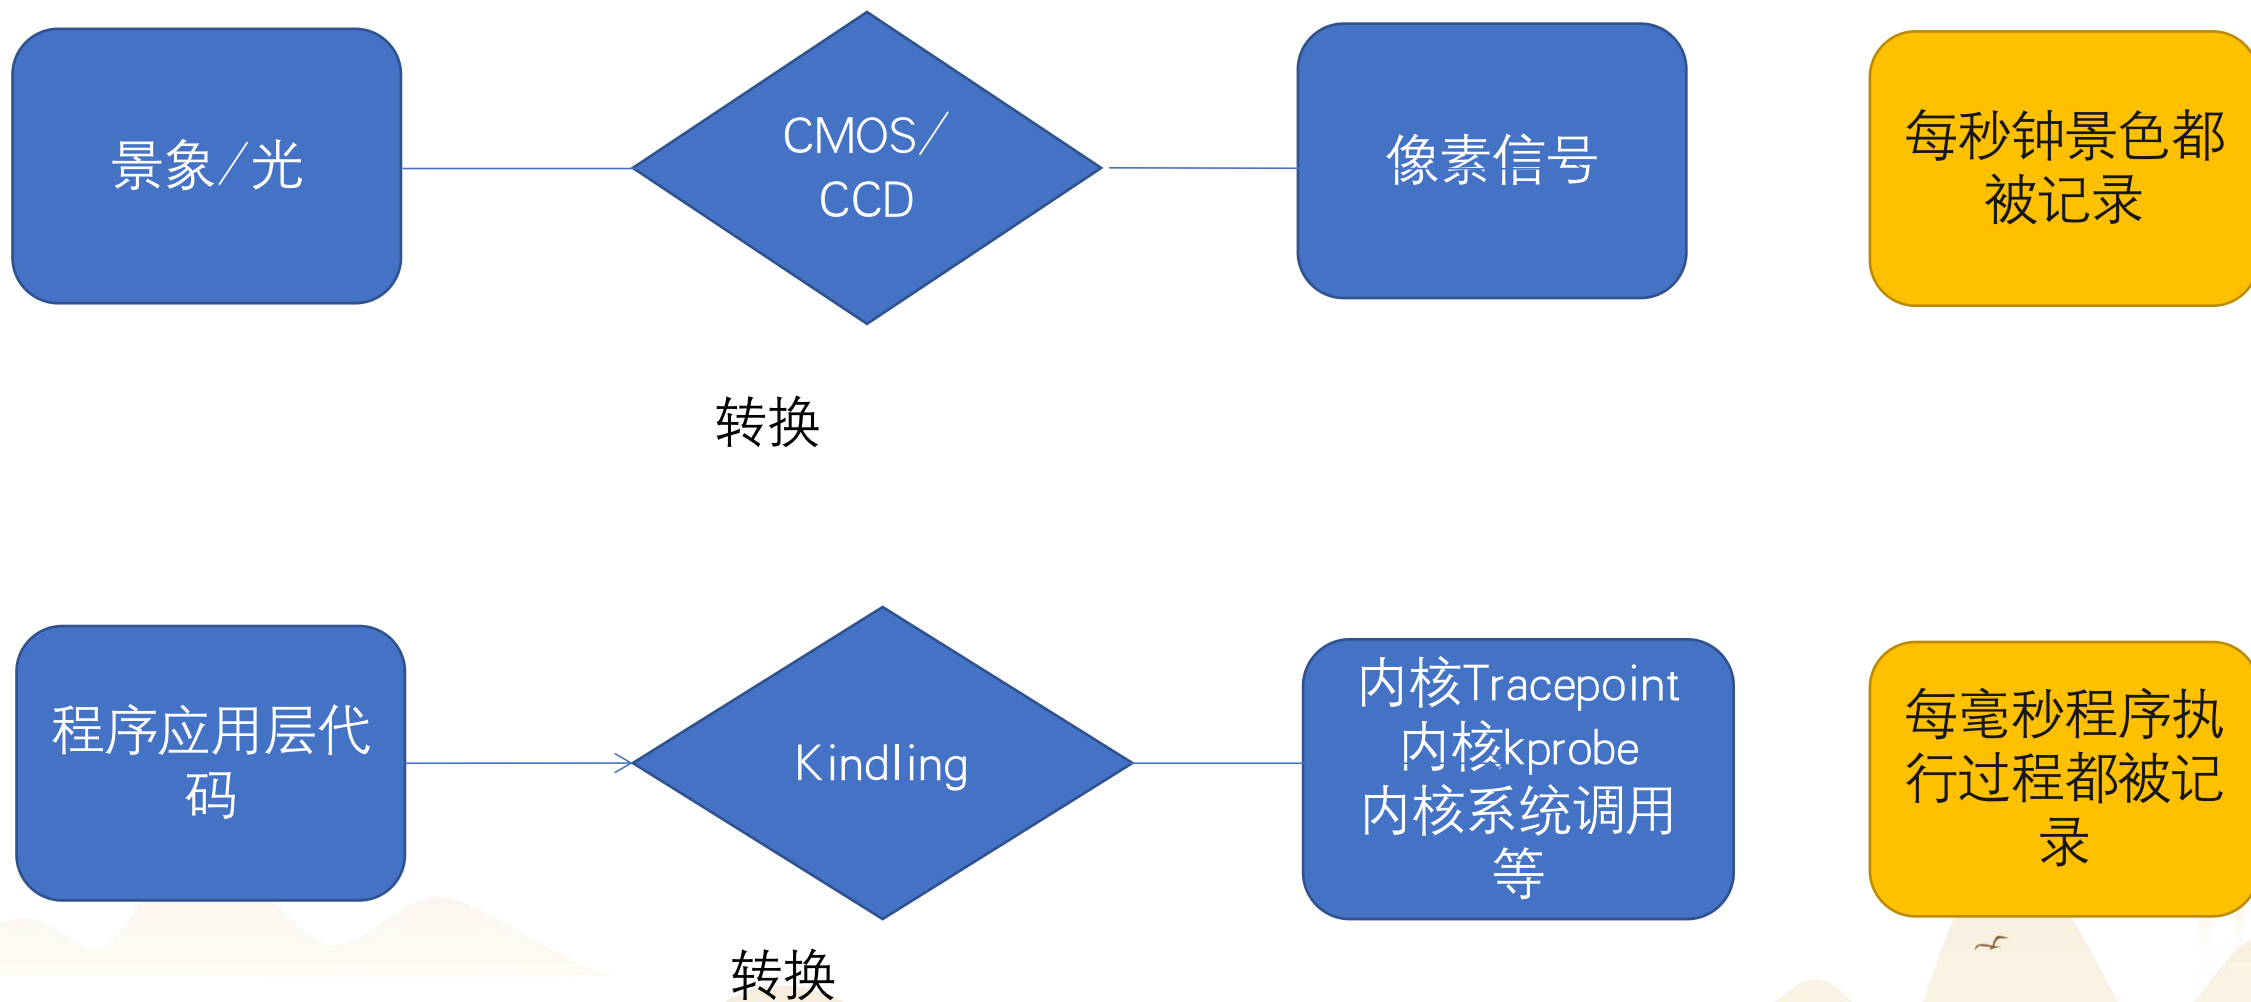 景象/光
CMOS/
CCD
像素信号
每秒钟景色都
被记录
转换
程序应用层代
码
Kindling
内核Tracepoint
内核kprobe
内核系统调用
等
每毫秒程序执
行过程都被记
录
转换